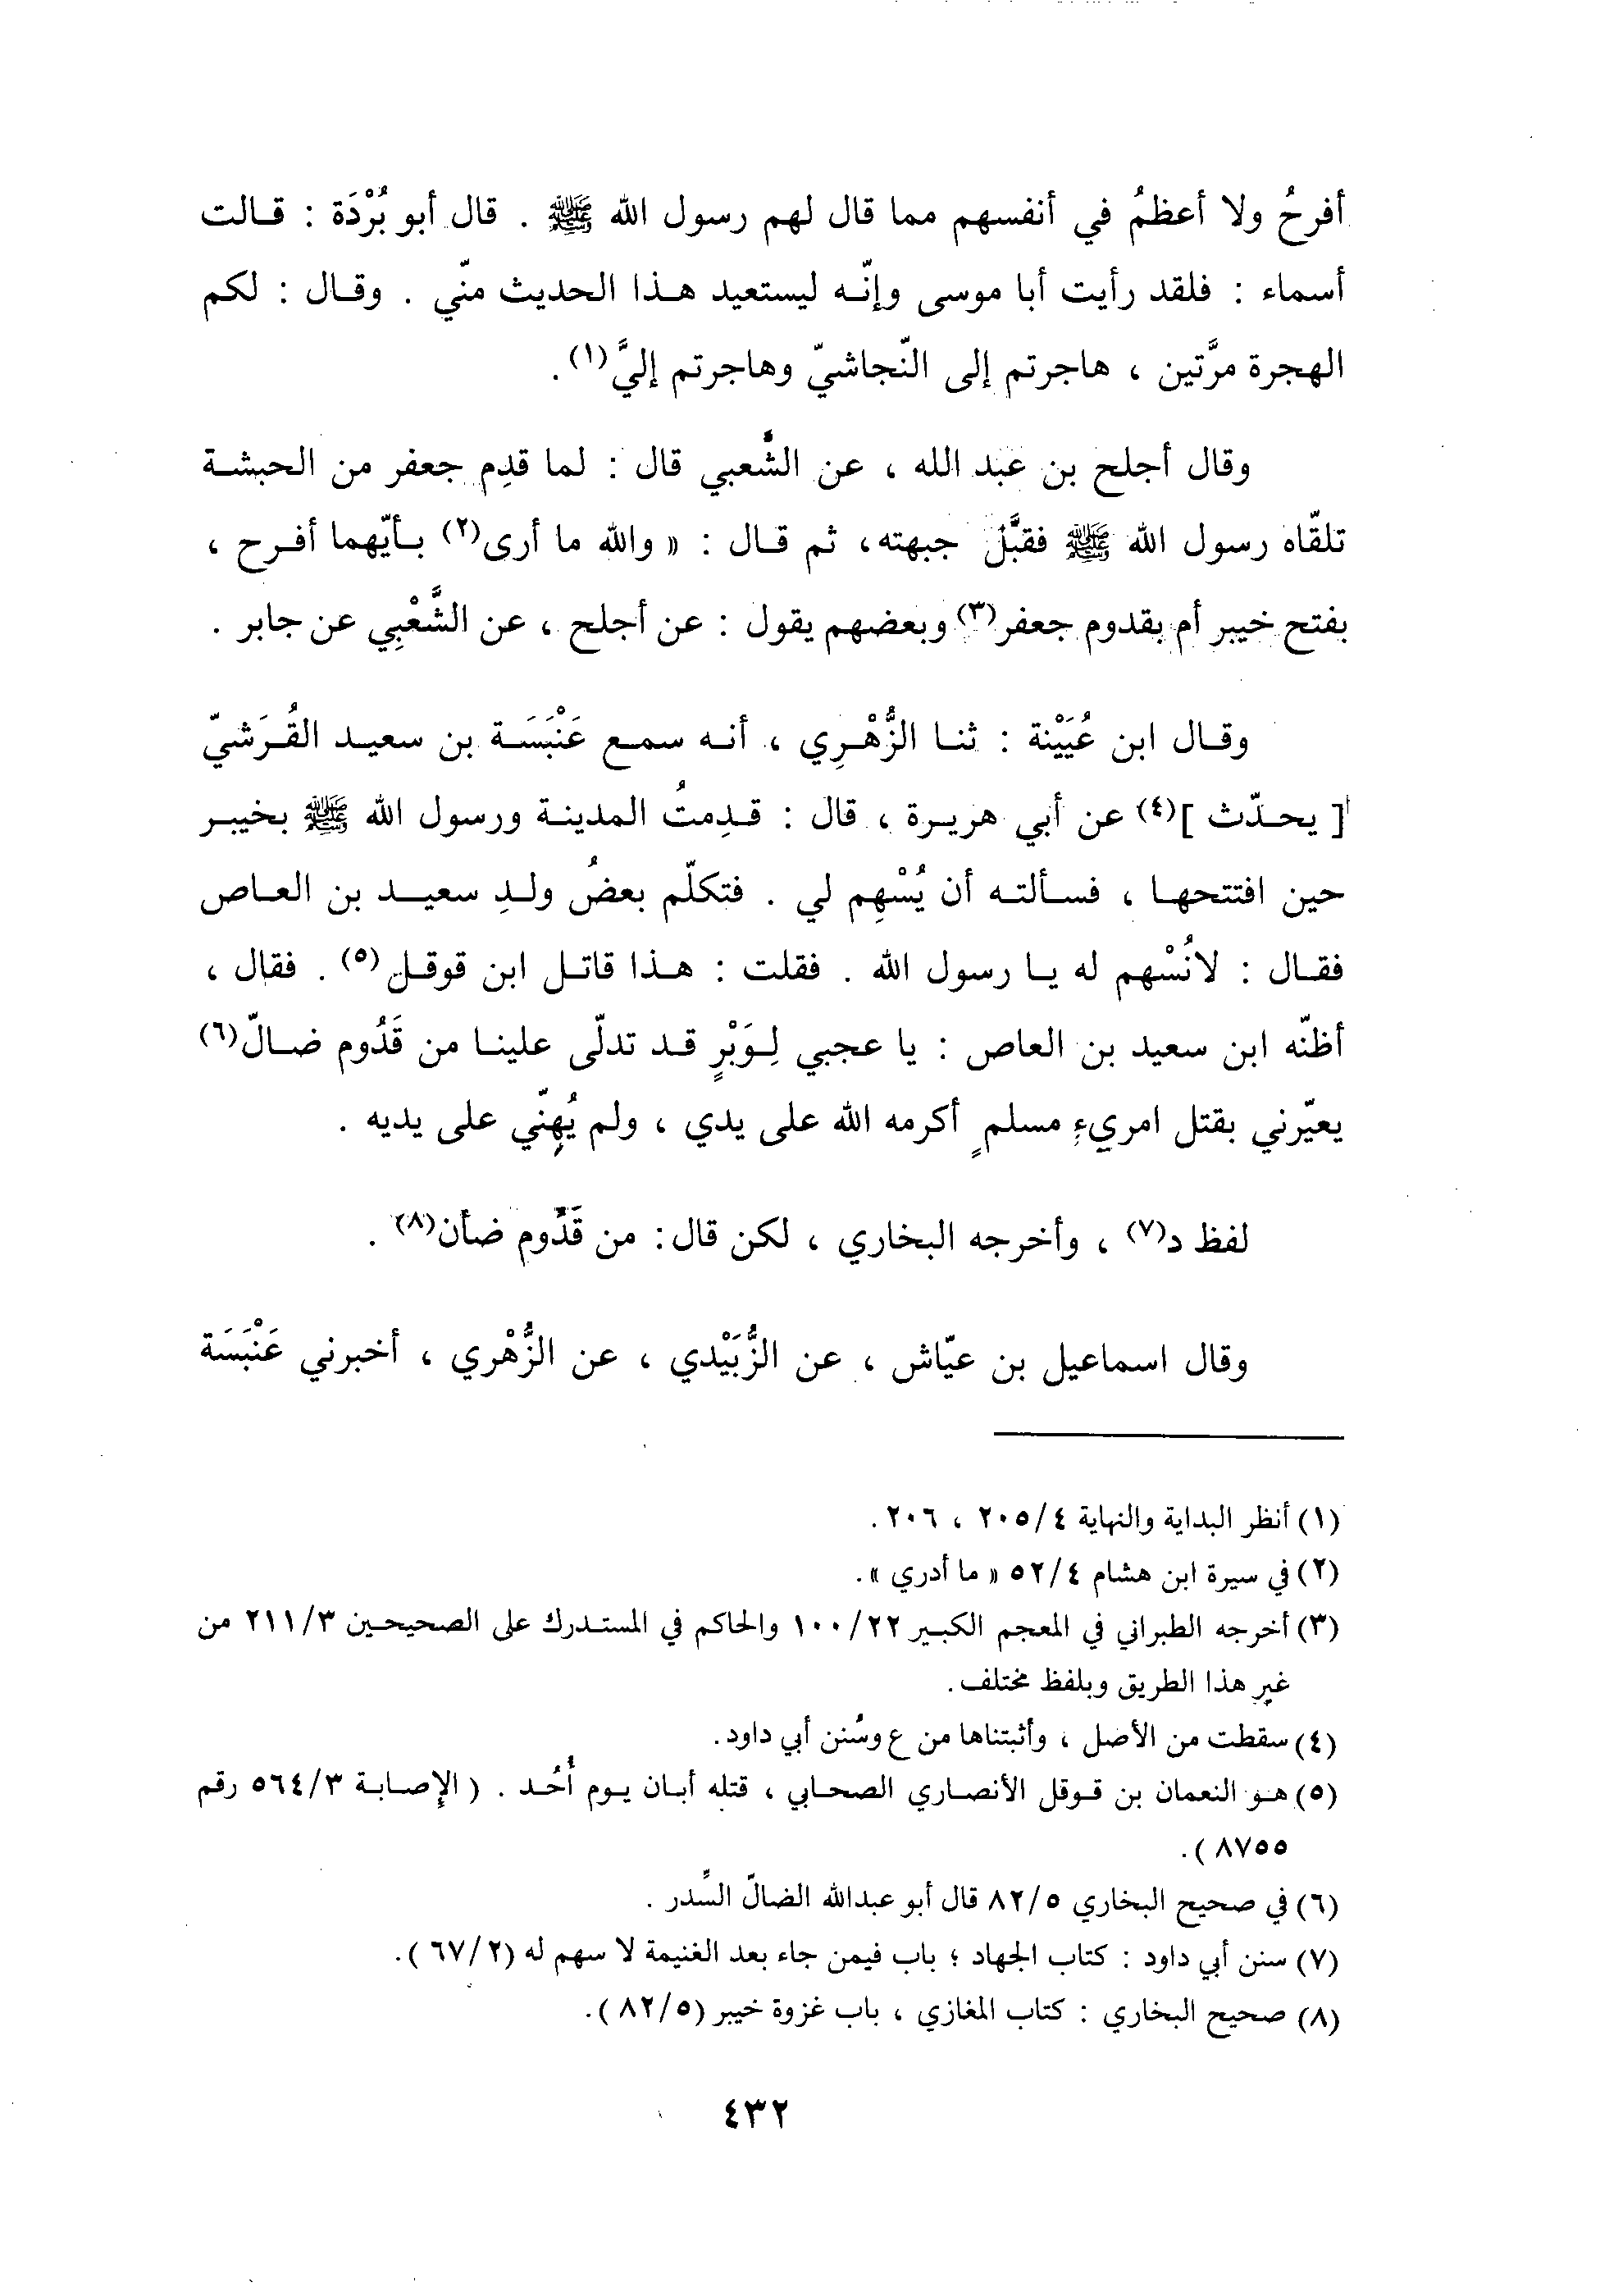 أفرحُ ولا أعظمُ في أنفسهم مما قال لهم رسول الله ﷺ . قال أبو بُرْدَة : قالت
أسماء : فلقد رأيت أبا موسى وإنّه ليستعيد هذا الحديث منّي . وقال : لكم
الهجرة مرَّتين ، هاجرتم إلى النّجاشيّ وهاجرتم إليَّ(١) .
وقال أجلح بن عبد الله ، عن الشَّعبي قال : لما قدِم جعفر من الحبشة
تلقّاه رسول الله ﷺ فقبَّل جبهته، ثم قال : « والله ما أرى(٢) بأيّهما أفرح ،
بفتح خيبر أم بقدوم جعفر(٣) وبعضهم يقول : عن أجلح ، عن الشَّعْبِي عن جابر .
وقال ابن عُيَيْنة : ثنا الزُّهْرِي ، أنه سمع عَنْبَسَة بن سعيد القُرَشيّ
[ يحدّث ](٤) عن أبي هريرة ، قال : قدِمتُ المدينة ورسول الله ﷺ بخيبر
حين افتتحها ، فسألته أن يُسْهِم لي . فتكلّم بعضُ ولدِ سعيد بن العاص
فقال : لانُسْهم له يا رسول الله . فقلت : هذا قاتل ابن قوقل(٥) . فقال ،
أظنّه ابن سعيد بن العاص : يا عجبي لِوَبْرٍ قد تدلّى علينا من قَدُوم ضالّ(٦)
يعيّرني بقتل امريءٍ مسلمٍ أكرمه الله على يدي ، ولم يُهِنّي على يديه .
لفظ د(٧) ، وأخرجه البخاري ، لكن قال: من قَدُّوم ضأن(٨) .
وقال اسماعيل بن عيّاش ، عن الزُّبَيْدي ، عن الزُّهْري ، أخبرني عَنْبَسَة
(١) أنظر البداية والنهاية ٢٠٥/٤ ، ٢٠٦ .
(٢) في سيرة ابن هشام ٥٢/٤ « ما أدري ».
(٣) أخرجه الطبراني في المعجم الكبير ١٠٠/٢٢ والحاكم في المستدرك على الصحيحين ٢١١/٣ من
غير هذا الطريق وبلفظ مختلف.
(٤) سقطت من الأصل ، وأثبتناها من ع وسُنن أبي داود.
(٥) هو النعمان بن قوقل الأنصاري الصحابي ، قتله أبان يوم أُحُد . ( الإصابة ٥٦٤/٣ رقم
٨٧٥٥ ).
(٦) في صحيح البخاري ٨٢/٥ قال أبو عبدالله الضالّ السِّدر .
(٧) سنن أبي داود : كتاب الجهاد ؛ باب فيمن جاء بعد الغنيمة لا سهم له (٦٧/٢ ).
(٨) صحيح البخاري : كتاب المغازي ، باب غزوة خيبر (٨٢/٥ ).
٤٣٢